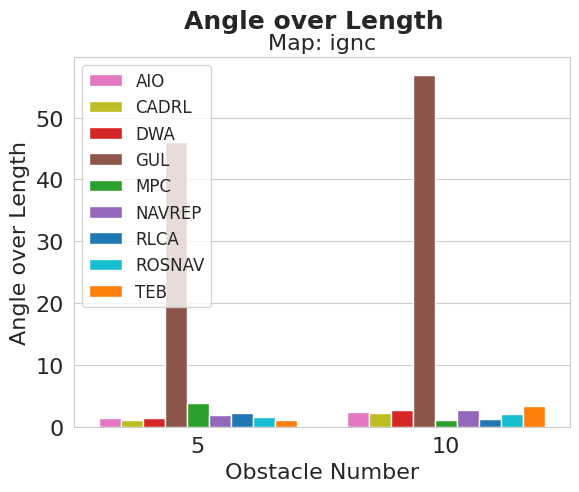 Angle over Length
Map: ignc
Angle over Length
50
40
30
20
10
0
AIO
CADRL
DWA
GUL
MPC
NAVREP
RLCA
ROSNAV
TEB
5
10
Obstacle Number